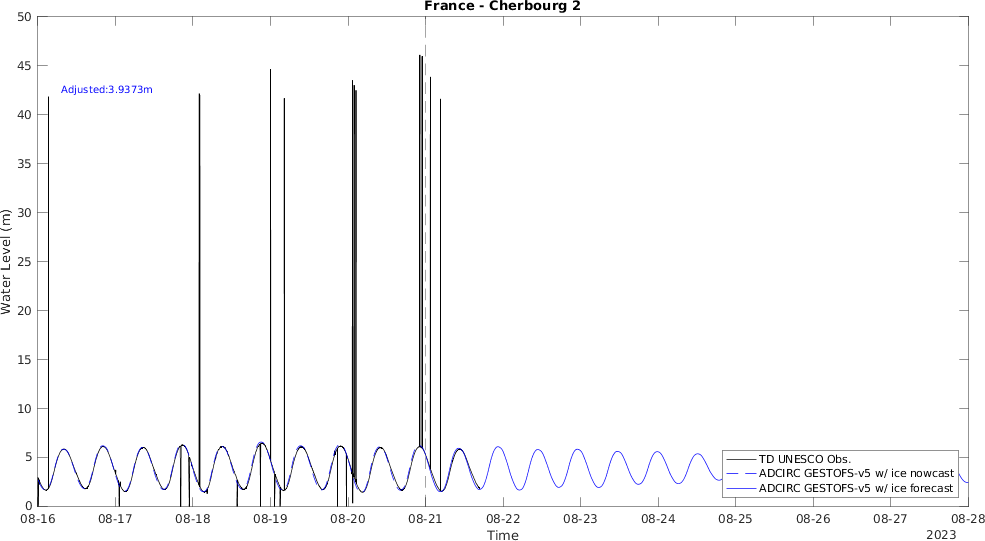 France - Cherbourg 2
50
45
40
35
30
25
20
15
10
5
0
Water Level (m)
Adjusted:3.9373m
TD UNESCO Obs.
ADCIRC GESTOFS-v5 w/ ice nowcast
ADCIRC GESTOFS-v5 w/ ice forecast
08-16 08-17 08-18 08-19 08-20 08-21 08-22 08-23 08-24 08-25 08-26 08-27 08-28
Time
2023